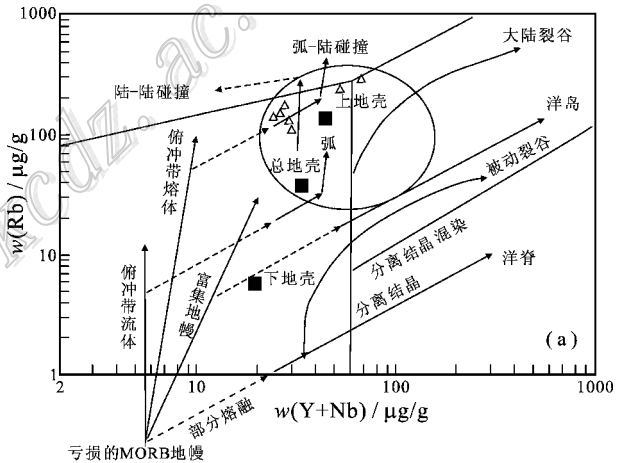 kcdz. ac.
1000
100
10
1
w(Rb) / μg/g
(a)
大陆裂谷
弧-陆碰撞
陆-陆碰撞
上地壳
洋岛
俯冲带熔体
弧
总地壳
被动裂谷
分离结晶混染
洋脊
下地壳
富集地幔
俯冲带流体
分离结晶
(a)
2
10
100
1000
部分熔融
w(Y+Nb) / μg/g
亏损的MORB地幔